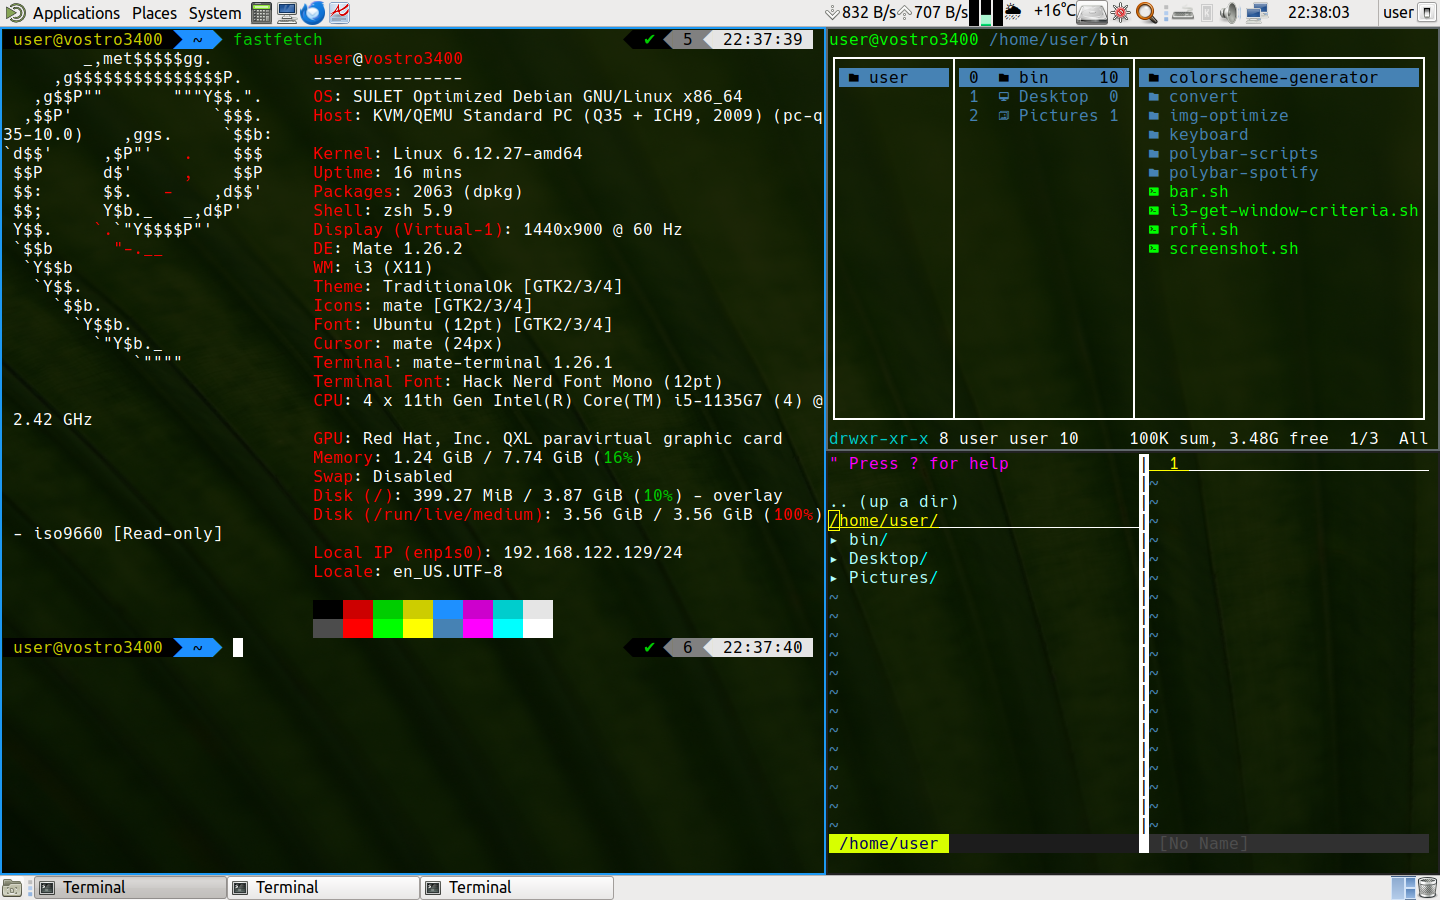 Applications Places System 832 B/s 707 B/s +16°C 22:38:03 user
user@vostro3400 ~ fastfetch ✔ 5 22:37:39
_,met$$$$$gg. user@vostro3400
,g$$$$$$$$$$$$$$$P. ---------------
,g$$P"" """Y$$.". OS: SULET Optimized Debian GNU/Linux x86_64
,$$P' `$$$. Host: KVM/QEMU Standard PC (Q35 + ICH9, 2009) (pc-q
35-10.0) ,ggs. `$$b:
`d$$' ,$P"' . $$$ Kernel: Linux 6.12.27-amd64
$$P d$' , $$P Uptime: 16 mins
$$: $$. - ,d$$' Packages: 2063 (dpkg)
$$; Y$b._ _,d$P' Shell: zsh 5.9
Y$$. `.`"Y$$$$P"' Display (Virtual-1): 1440x900 @ 60 Hz
`$$b "-.__ DE: Mate 1.26.2
`Y$$b WM: i3 (X11)
`Y$$. Theme: TraditionalOk [GTK2/3/4]
`$$b. Icons: mate [GTK2/3/4]
`Y$$b. Font: Ubuntu (12pt) [GTK2/3/4]
`"Y$b._ Cursor: mate (24px)
`"""" Terminal: mate-terminal 1.26.1
Terminal Font: Hack Nerd Font Mono (12pt)
CPU: 4 x 11th Gen Intel(R) Core(TM) i5-1135G7 (4) @
2.42 GHz
GPU: Red Hat, Inc. QXL paravirtual graphic card
Memory: 1.24 GiB / 7.74 GiB (16%)
Swap: Disabled
Disk (/): 399.27 MiB / 3.87 GiB (10%) - overlay
Disk (/run/live/medium): 3.56 GiB / 3.56 GiB (100%)
- iso9660 [Read-only]
Local IP (enp1s0): 192.168.122.129/24
Locale: en_US.UTF-8
user@vostro3400 ~ ✔ 6 22:37:40
user@vostro3400 /home/user/bin
user 0 bin 10 colorscheme-generator
1 Desktop 0 convert
2 Pictures 1 img-optimize
keyboard
polybar-scripts
polybar-spotify
bar.sh
i3-get-window-criteria.sh
rofi.sh
screenshot.sh
drwxr-xr-x 8 user user 10 100K sum, 3.48G free 1/3 All
" Press ? for help 1
~
.. (up a dir) ~
/home/user/ ~
▸ bin/ ~
▸ Desktop/ ~
▸ Pictures/ ~
~ ~
~ ~
~ ~
~ ~
~ ~
~ ~
~ ~
~ ~
~ ~
~ ~
~ ~
~ ~
~ ~
/home/user [No Name]
Terminal Terminal Terminal